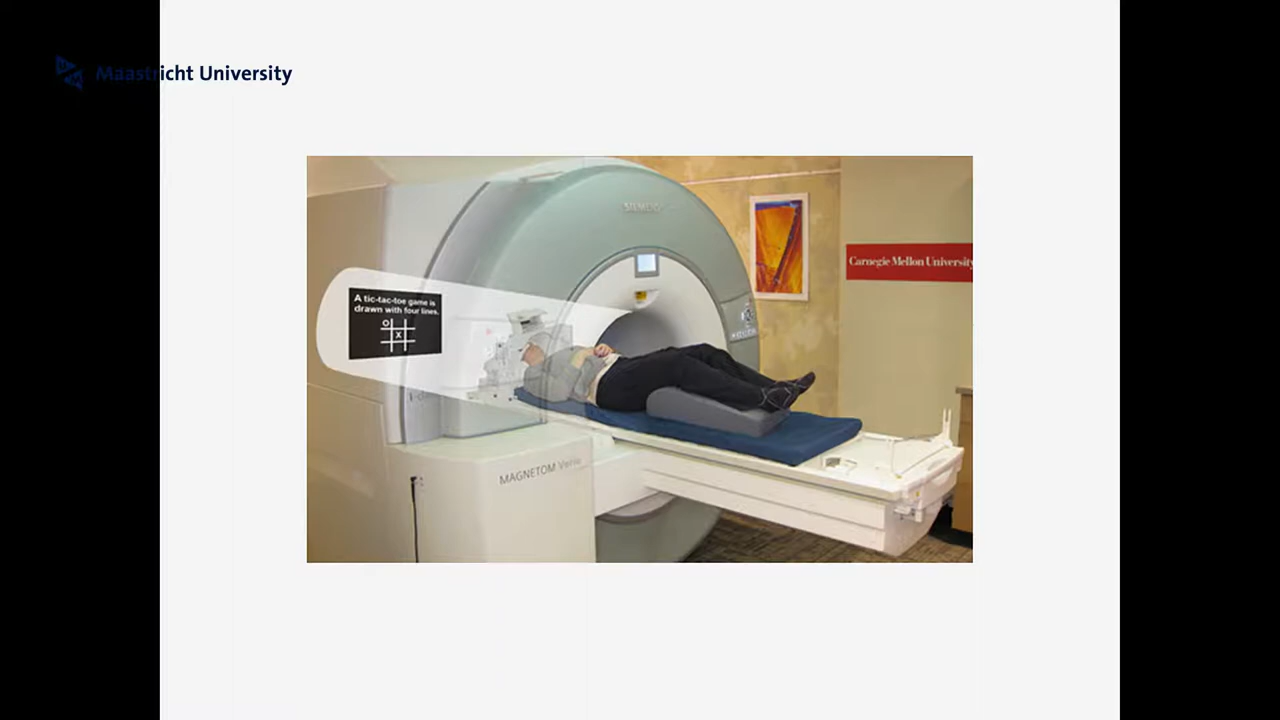 Maastricht University
SIEMENS
Carnegie Mellon University
A tic-tac-toe game is
drawn with four lines.
O
X
MAGNETOM Verio